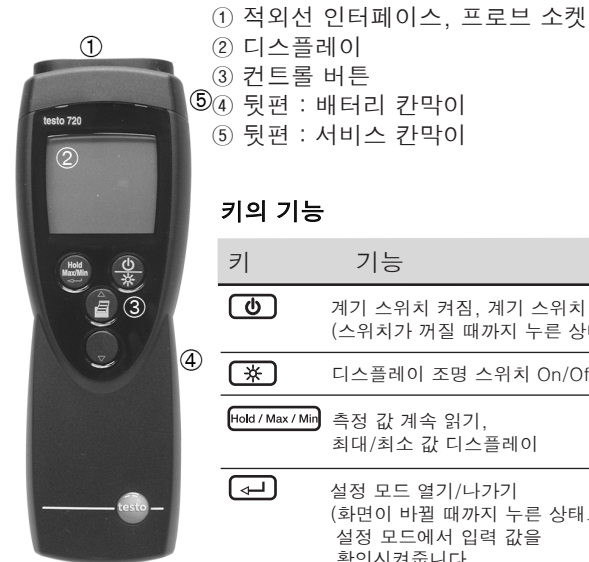 ① 적외선 인터페이스, 프로브 소켓
② 디스플레이
③ 컨트롤 버튼
④ 뒷편 : 배터리 칸막이
⑤ 뒷편 : 서비스 칸막이
①
⑤
testo 720
②
Hold
Max/Min
③
④
testo
키의 기능
키 기능
계기 스위치 켜짐, 계기 스위치
(스위치가 꺼질 때까지 누른
디스플레이 조명 스위치
Hold / Max / Min 측정 값 계속 읽기,
최대/최소 값 디스플레이
설정 모드 열기/나가기
(화면이 바뀔 때까지 누른
설정 모드에서 입력 값을
확인시켜줍니다